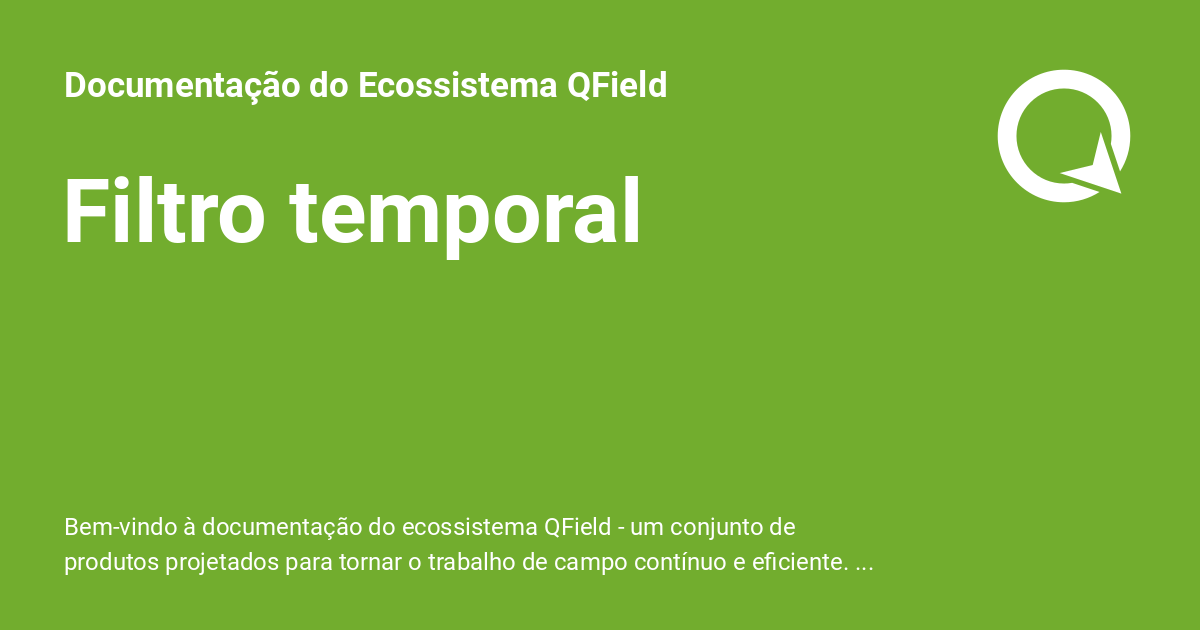 Documentação do Ecossistema QField
Filtro temporal
Bem-vindo à documentação do ecossistema QField - um conjunto de
produtos projetados para tornar o trabalho de campo contínuo e eficiente. ...